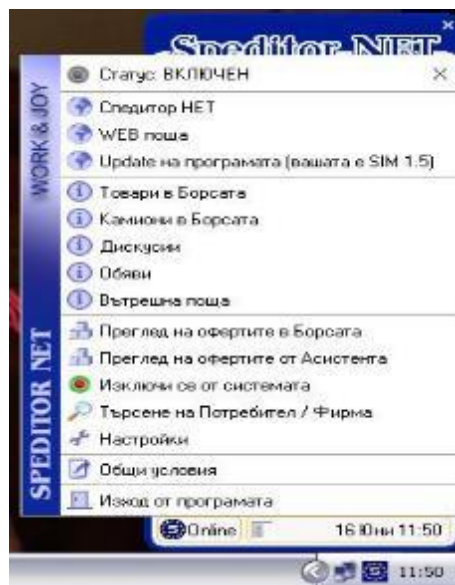 Speditor NET
Статус: ВКЛЮЧЕН
WORK & JOY
Спедитор НЕТ
WEB поща
Update на програмата (вашата е SIM 1.5)
Товари в Борсата
Камиони в Борсата
Дискусии
Обяви
Вътрешна поща
SPEDITOR NET
Преглед на офертите в Борсата
Преглед на офертите от Асистента
Изключи се от системата
Търсене на Потребител / Фирма
Настройки
Общи условия
Изход от програмата
Online
16 Юни 11:50
11:50